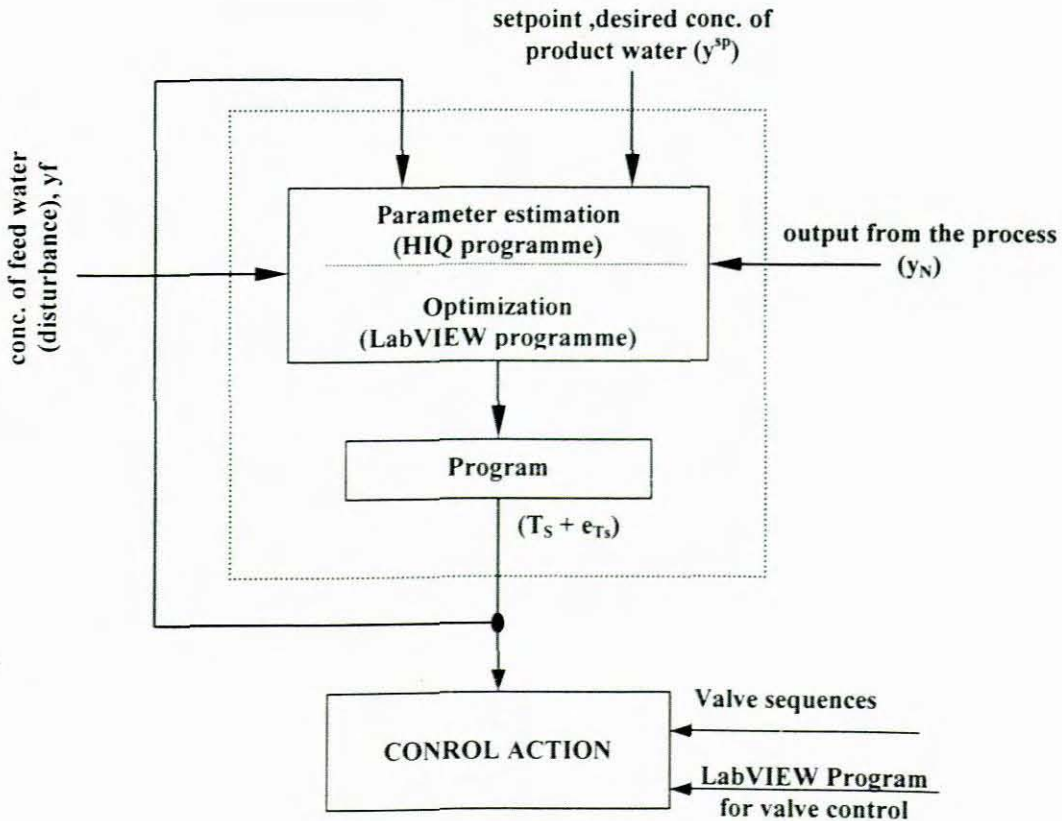 setpoint ,desired conc. of
product water (y^sp)
conc. of feed water
(disturbance), yf
Parameter estimation
(HIQ programme)
output from the process
(y_N)
Optimization
(LabVIEW programme)
Program
(T_S + e_Ts)
Valve sequences
CONROL ACTION
LabVIEW Program
for valve control